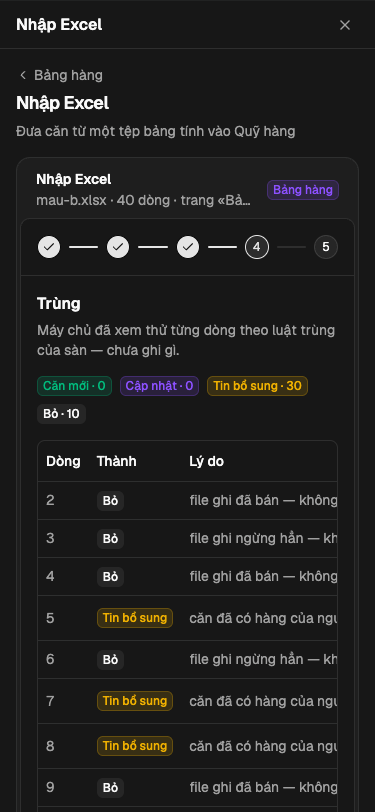 Nhập Excel
Bảng hàng
Nhập Excel
Đưa căn từ một tệp bảng tính vào Quỹ hàng
Nhập Excel
mau-b.xlsx · 40 dòng · trang «Bả...
Bảng hàng
4
5
Trùng
Máy chủ đã xem thử từng dòng theo luật trùng
của sàn — chưa ghi gì.
Căn mới · 0
Cập nhật · 0
Tin bổ sung · 30
Bỏ · 10
Dòng Thành Lý do
2 Bỏ file ghi đã bán — không
3 Bỏ file ghi ngừng hẳn — kh
4 Bỏ file ghi đã bán — không
5 Tin bổ sung căn đã có hàng của ngu
6 Bỏ file ghi ngừng hẳn — kh
7 Tin bổ sung căn đã có hàng của ngu
8 Tin bổ sung căn đã có hàng của ngu
9 Bỏ file ghi đã bán — không